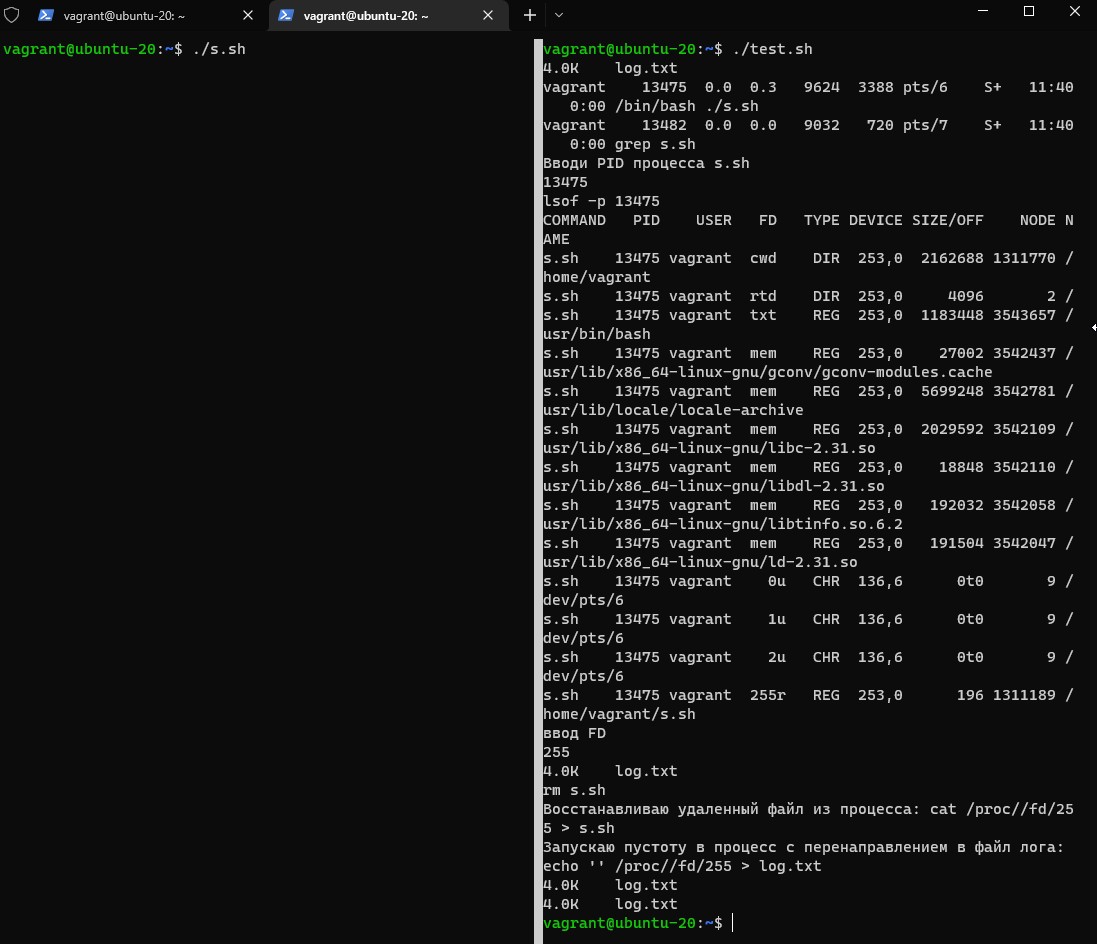 vagrant@ubuntu-20: ~
vagrant@ubuntu-20: ~
vagrant@ubuntu-20:~$ ./s.sh
vagrant@ubuntu-20:~$ ./test.sh
4.0K    log.txt
vagrant    13475  0.0  0.3   9624  3388 pts/6    S+   11:40
   0:00 /bin/bash ./s.sh
vagrant    13482  0.0  0.0   9032   720 pts/7    S+   11:40
   0:00 grep s.sh
Вводи PID процесса s.sh
13475
lsof -p 13475
COMMAND   PID    USER   FD   TYPE DEVICE SIZE/OFF    NODE N
AME
s.sh    13475 vagrant  cwd    DIR  253,0  2162688 1311770 /
home/vagrant
s.sh    13475 vagrant  rtd    DIR  253,0     4096       2 /
s.sh    13475 vagrant  txt    REG  253,0  1183448 3543657 /
usr/bin/bash
s.sh    13475 vagrant  mem    REG  253,0    27002 3542437 /
usr/lib/x86_64-linux-gnu/gconv/gconv-modules.cache
s.sh    13475 vagrant  mem    REG  253,0  5699248 3542781 /
usr/lib/locale/locale-archive
s.sh    13475 vagrant  mem    REG  253,0  2029592 3542109 /
usr/lib/x86_64-linux-gnu/libc-2.31.so
s.sh    13475 vagrant  mem    REG  253,0    18848 3542110 /
usr/lib/x86_64-linux-gnu/libdl-2.31.so
s.sh    13475 vagrant  mem    REG  253,0   192032 3542058 /
usr/lib/x86_64-linux-gnu/libtinfo.so.6.2
s.sh    13475 vagrant  mem    REG  253,0   191504 3542047 /
usr/lib/x86_64-linux-gnu/ld-2.31.so
s.sh    13475 vagrant    0u   CHR  136,6      0t0       9 /
dev/pts/6
s.sh    13475 vagrant    1u   CHR  136,6      0t0       9 /
dev/pts/6
s.sh    13475 vagrant    2u   CHR  136,6      0t0       9 /
dev/pts/6
s.sh    13475 vagrant  255r   REG  253,0      196 1311189 /
home/vagrant/s.sh
ввод FD
255
4.0K    log.txt
rm s.sh
Восстанавливаю удаленный файл из процесса: cat /proc//fd/25
5 > s.sh
Запускаю пустоту в процесс с перенаправлением в файл лога:
echo '' /proc//fd/255 > log.txt
4.0K    log.txt
4.0K    log.txt
vagrant@ubuntu-20:~$